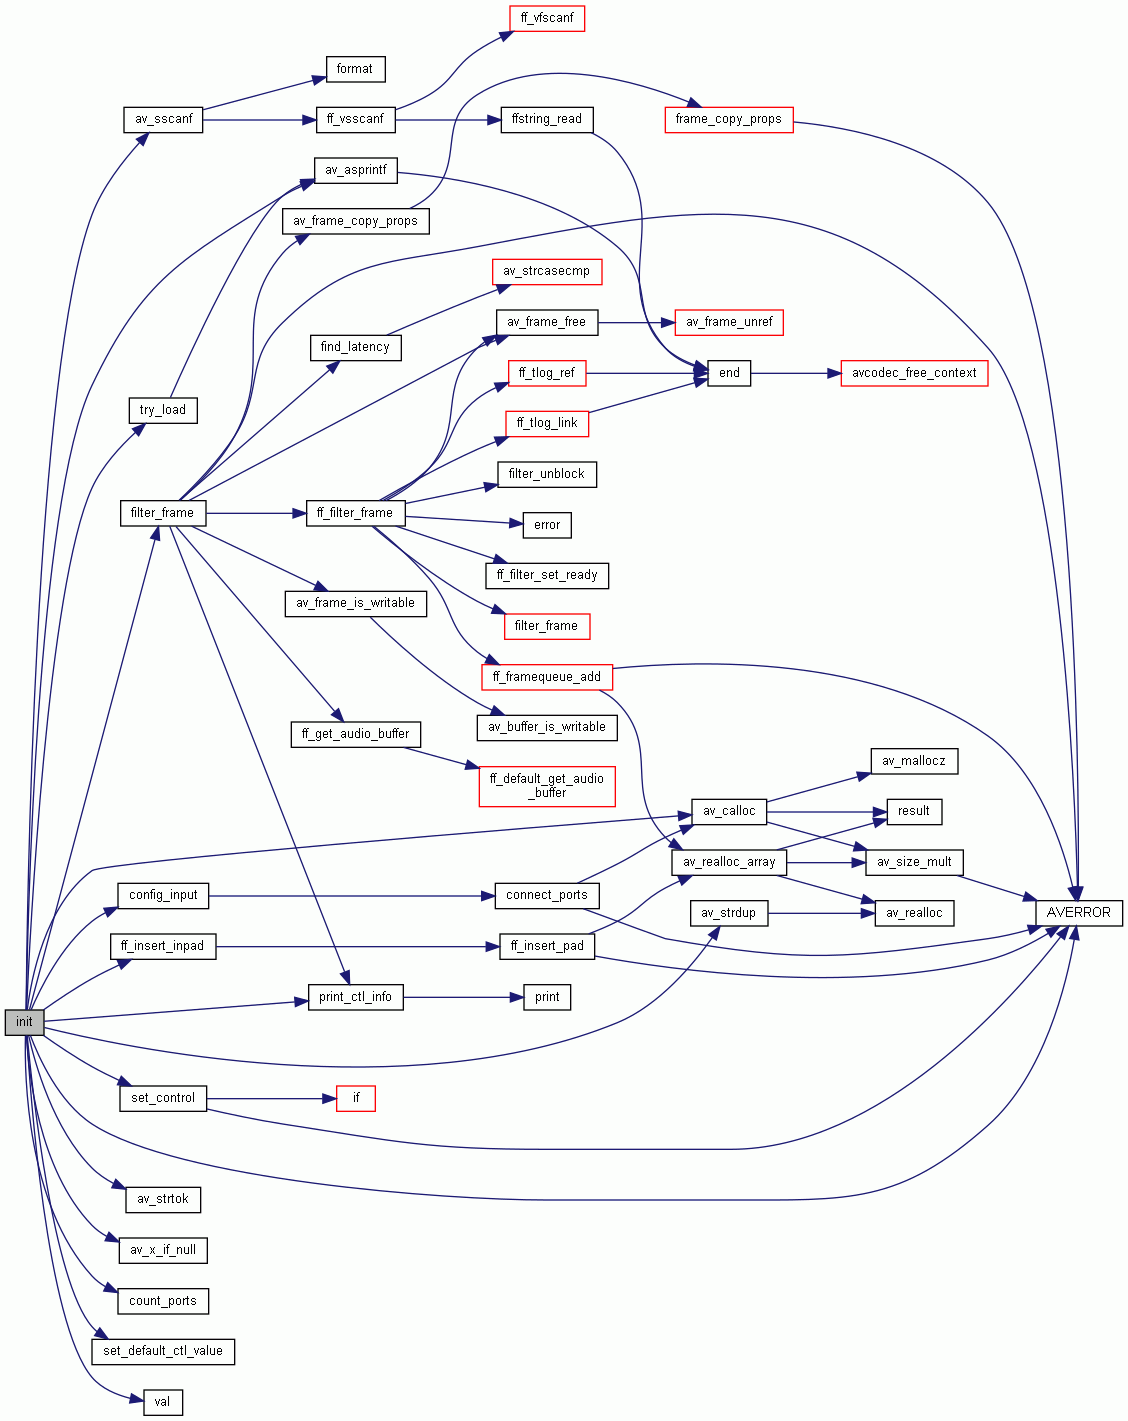 ff_vfscanf
format
av_sscanf
ff_vsscanf
ffstring_read
frame_copy_props
av_asprintf
av_frame_copy_props
av_strcasecmp
av_frame_free
av_frame_unref
find_latency
ff_tlog_ref
end
avcodec_free_context
try_load
ff_tlog_link
filter_unblock
filter_frame
ff_filter_frame
error
ff_filter_set_ready
av_frame_is_writable
filter_frame
ff_framequeue_add
av_buffer_is_writable
ff_get_audio_buffer
av_mallocz
ff_default_get_audio
_buffer
av_calloc
result
av_realloc_array
av_size_mult
config_input
connect_ports
av_strdup
av_realloc
AVERROR
ff_insert_inpad
ff_insert_pad
print_ctl_info
print
init
set_control
if
av_strtok
av_x_if_null
count_ports
set_default_ctl_value
val